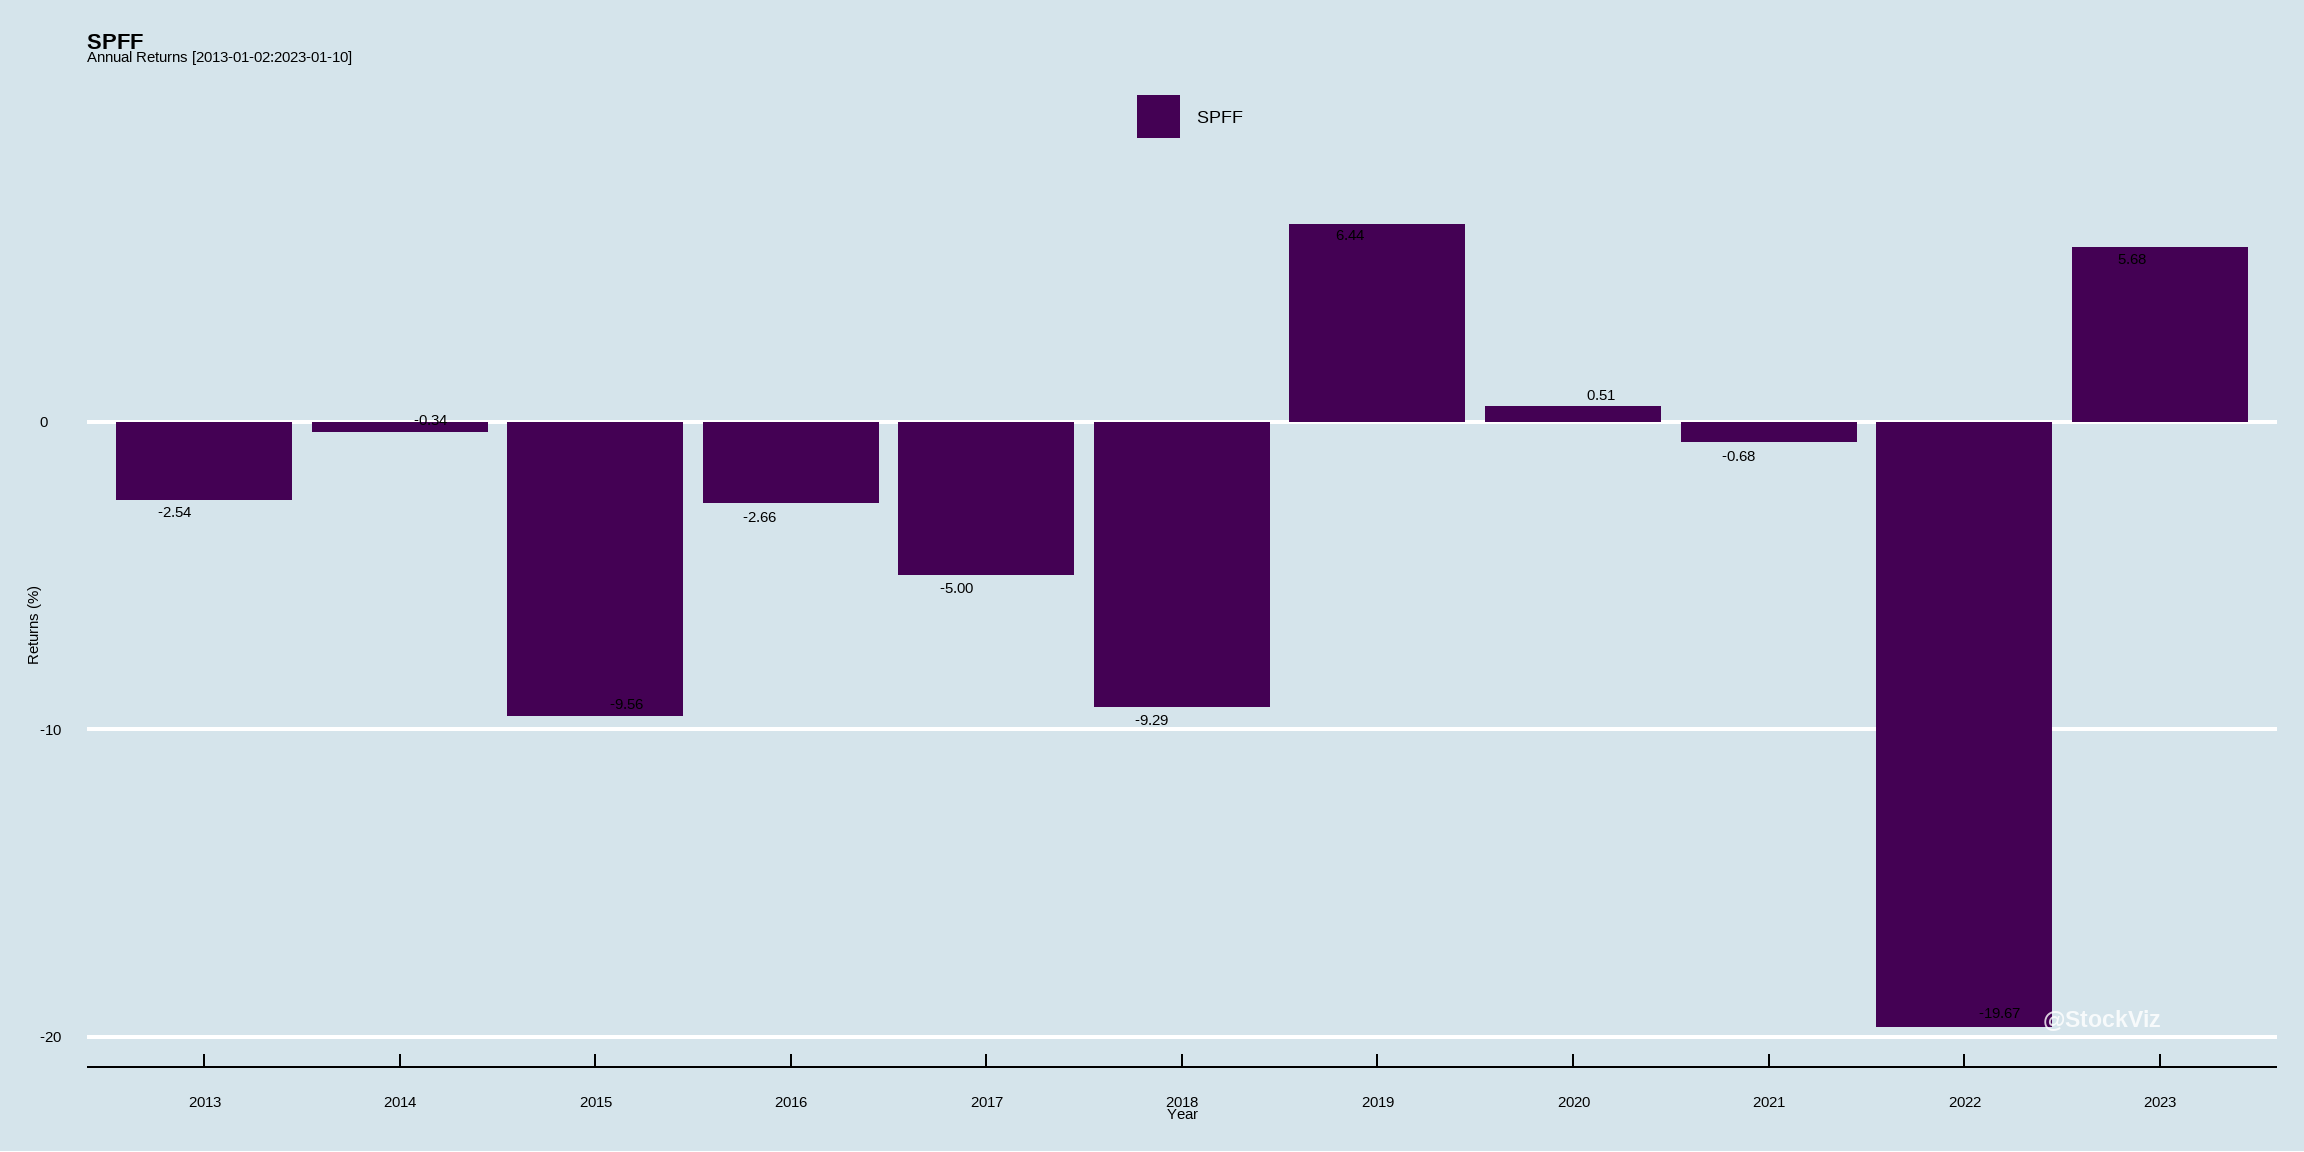 SPFF
Annual Returns [2013-01-02:2023-01-10]
SPFF
6.44
5.68
0.51
0
-0.34
-0.68
-2.54
-2.66
-5.00
Returns (%)
-9.56
-9.29
-10
-19.67
@StockViz
-20
2013 2014 2015 2016 2017 2018 2019 2020 2021 2022 2023
Year